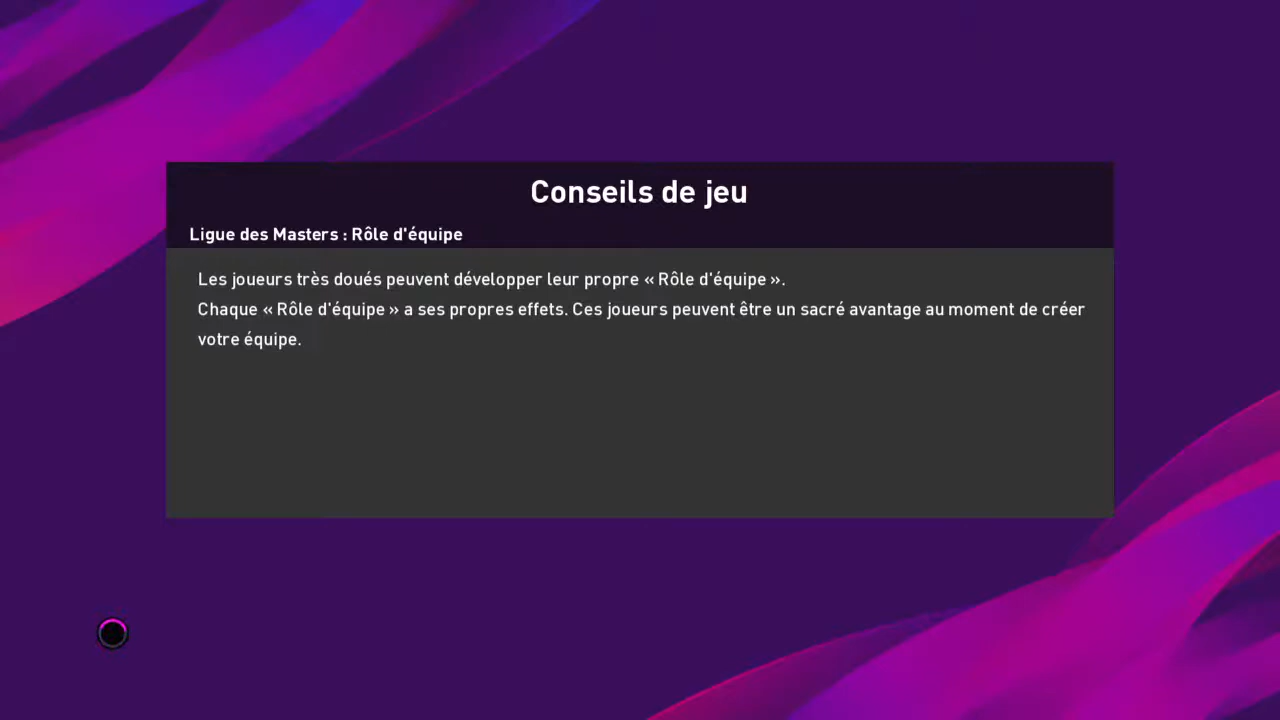 Conseils de jeu
Ligue des Masters : Rôle d'équipe
Les joueurs très doués peuvent développer leur propre « Rôle d'équipe ».
Chaque « Rôle d'équipe » a ses propres effets. Ces joueurs peuvent être un sacré avantage au moment de créer
votre équipe.